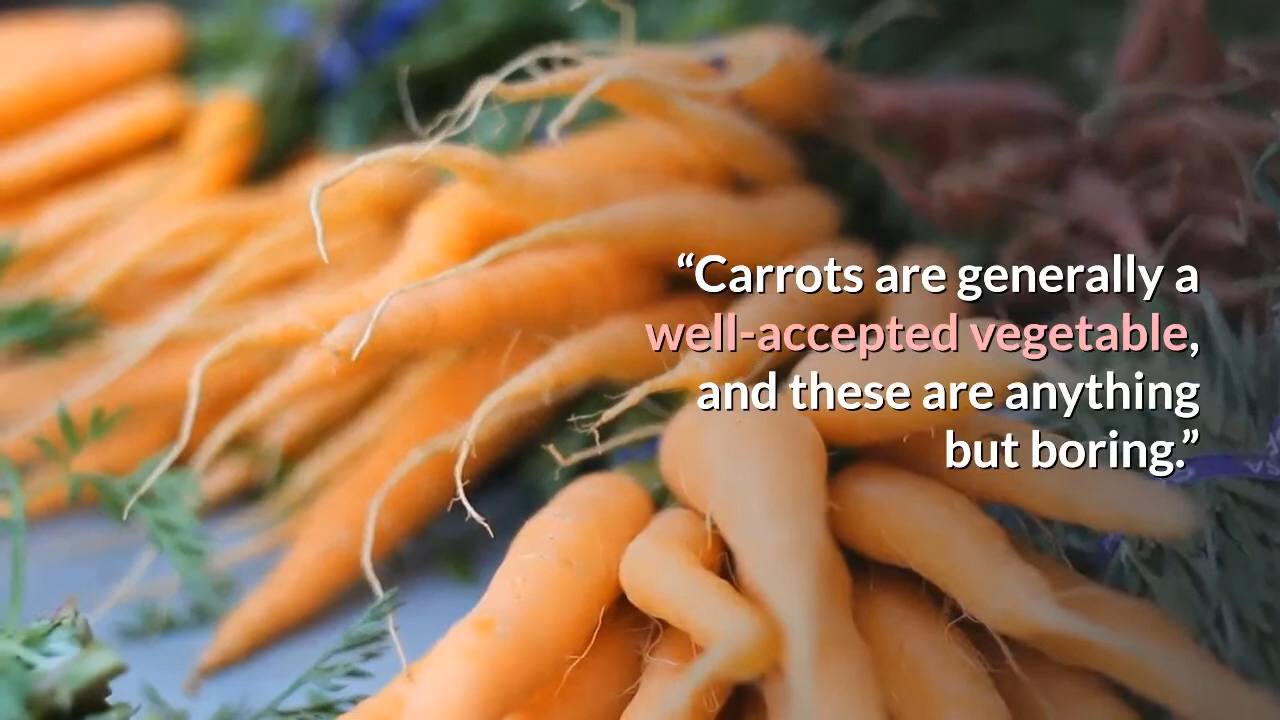 “Carrots are generally a
well-accepted vegetable,
and these are anything
but boring.”